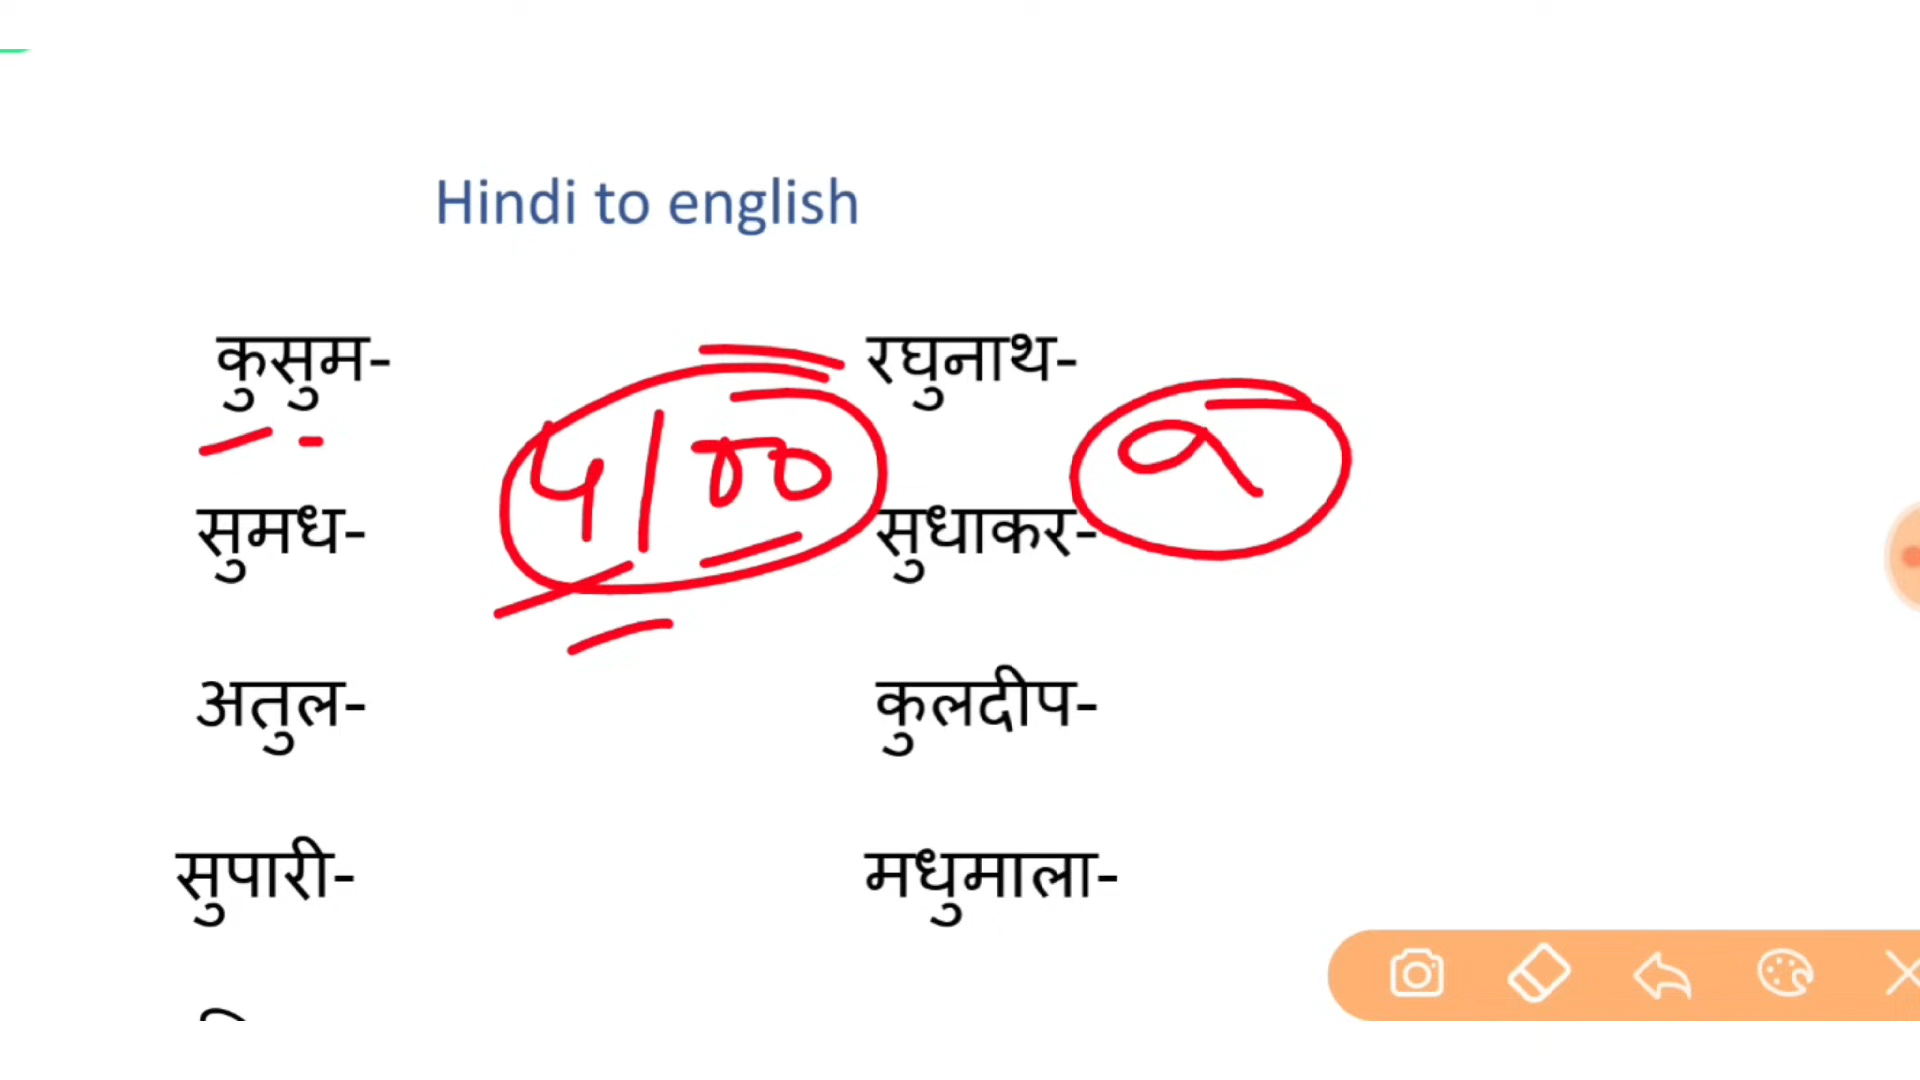 Hindi to english
कुसुम- रघुनाथ-
सुमध- सुधाकर-
अतुल- कुलदीप-
सुपारी- मधुमाला-